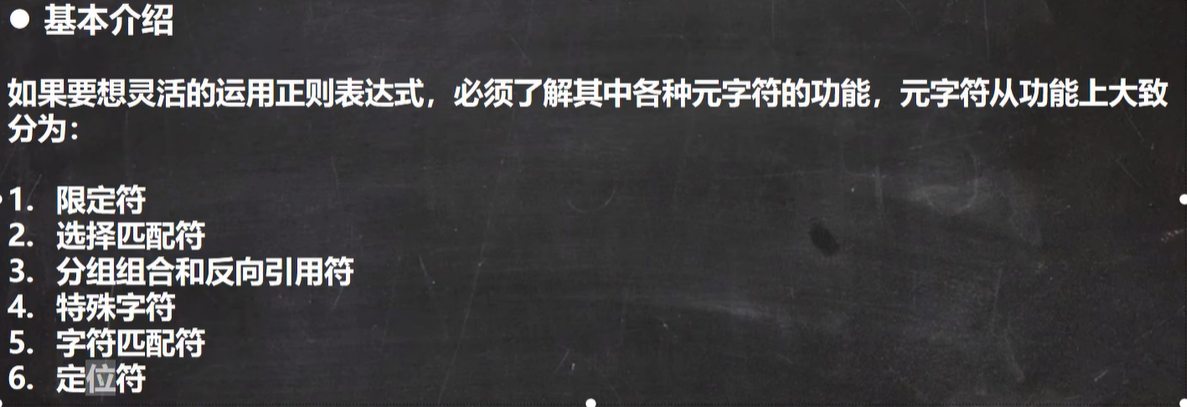 ● 基本介绍
如果要想灵活的运用正则表达式，必须了解其中各种元字符的功能，元字符从功能上大致
分为：
1. 限定符
2. 选择匹配符
3. 分组组合和反向引用符
4. 特殊字符
5. 字符匹配符
6. 定位符